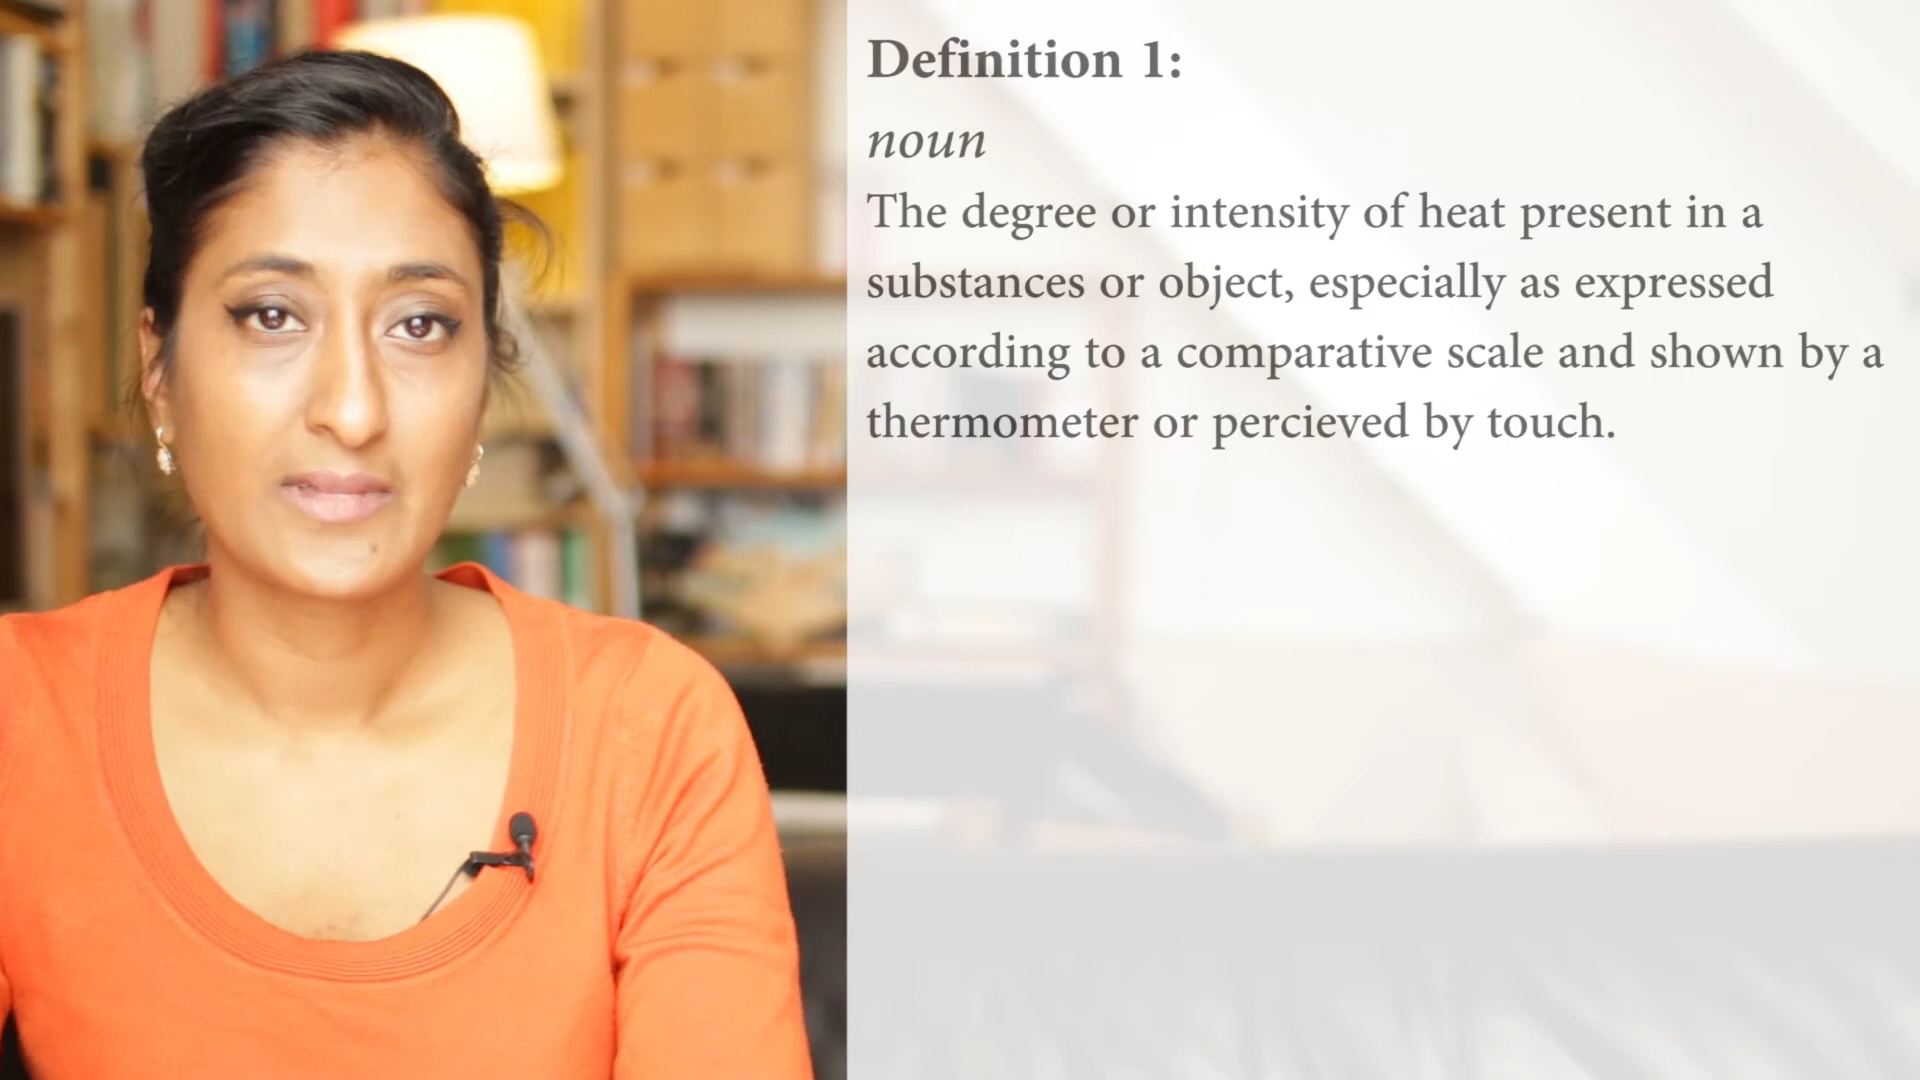 Definition 1:
noun
The degree or intensity of heat present in a
substances or object, especially as expressed
according to a comparative scale and shown by a
thermometer or percieved by touch.